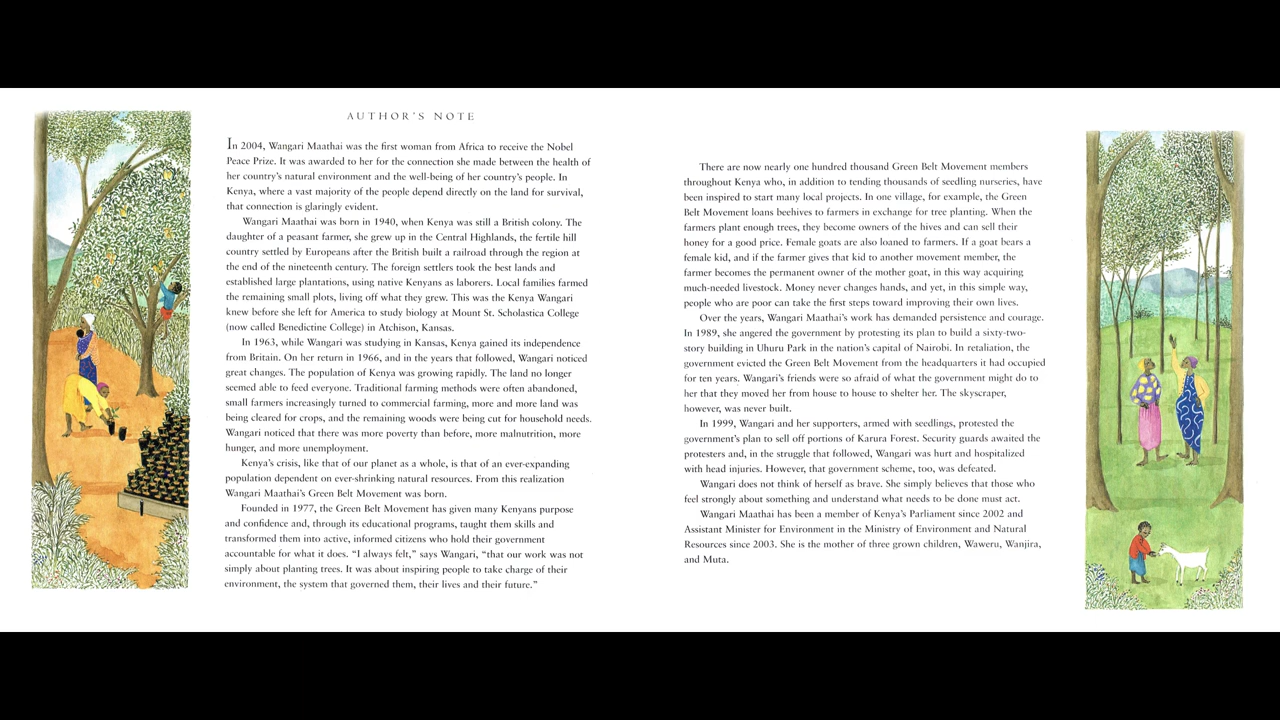 AUTHOR'S NOTE
In 2004, Wangari Maathai was the first woman from Africa to receive the Nobel
Peace Prize. It was awarded to her for the connection she made between the health of
her country's natural environment and the well-being of her country's people. In
Kenya, where a vast majority of the people depend directly on the land for survival,
that connection is glaringly evident.
Wangari Maathai was born in 1940, when Kenya was still a British colony. The
daughter of a peasant farmer, she grew up in the Central Highlands, the fertile hill
country settled by Europeans after the British built a railroad through the region at
the end of the nineteenth century. The foreign settlers took the best lands and
established large plantations, using native Kenyans as laborers. Local families farmed
the remaining small plots, living off what they grew. This was the Kenya Wangari
knew before she left for America to study biology at Mount St. Scholastica College
(now called Benedictine College) in Atchison, Kansas.
In 1963, while Wangari was studying in Kansas, Kenya gained its independence
from Britain. On her return in 1966, and in the years that followed, Wangari noticed
great changes. The population of Kenya was growing rapidly. The land no longer
seemed able to feed everyone. Traditional farming methods were often abandoned,
small farmers increasingly turned to commercial farming, more and more land was
being cleared for crops, and the remaining woods were being cut for household needs.
Wangari noticed that there was more poverty than before, more malnutrition, more
hunger, and more unemployment.
Kenya's crisis, like that of our planet as a whole, is that of an ever-expanding
population dependent on ever-shrinking natural resources. From this realization
Wangari Maathai's Green Belt Movement was born.
Founded in 1977, the Green Belt Movement has given many Kenyans purpose
and confidence and, through its educational programs, taught them skills and
transformed them into active, informed citizens who hold their government
accountable for what it does. "I always felt," says Wangari, "that our work was not
simply about planting trees. It was about inspiring people to take charge of their
environment, the system that governed them, their lives and their future."
There are now nearly one hundred thousand Green Belt Movement members
throughout Kenya who, in addition to tending thousands of seedling nurseries, have
been inspired to start many local projects. In one village, for example, the Green
Belt Movement loans beehives to farmers in exchange for tree planting. When the
farmers plant enough trees, they become owners of the hives and can sell their
honey for a good price. Female goats are also loaned to farmers. If a goat bears a
female kid, and if the farmer gives that kid to another movement member, the
farmer becomes the permanent owner of the mother goat, in this way acquiring
much-needed livestock. Money never changes hands, and yet, in this simple way,
people who are poor can take the first steps toward improving their own lives.
Over the years, Wangari Maathai's work has demanded persistence and courage.
In 1989, she angered the government by protesting its plan to build a sixty-two-
story building in Uhuru Park in the nation's capital of Nairobi. In retaliation, the
government evicted the Green Belt Movement from the headquarters it had occupied
for ten years. Wangari's friends were so afraid of what the government might do to
her that they moved her from house to house to shelter her. The skyscraper,
however, was never built.
In 1999, Wangari and her supporters, armed with seedlings, protested the
government's plan to sell off portions of Karura Forest. Security guards awaited the
protesters and, in the struggle that followed, Wangari was hurt and hospitalized
with head injuries. However, that government scheme, too, was defeated.
Wangari does not think of herself as brave. She simply believes that those who
feel strongly about something and understand what needs to be done must act.
Wangari Maathai has been a member of Kenya's Parliament since 2002 and
Assistant Minister for Environment in the Ministry of Environment and Natural
Resources since 2003. She is the mother of three grown children, Waweru, Wanjira,
and Muta.